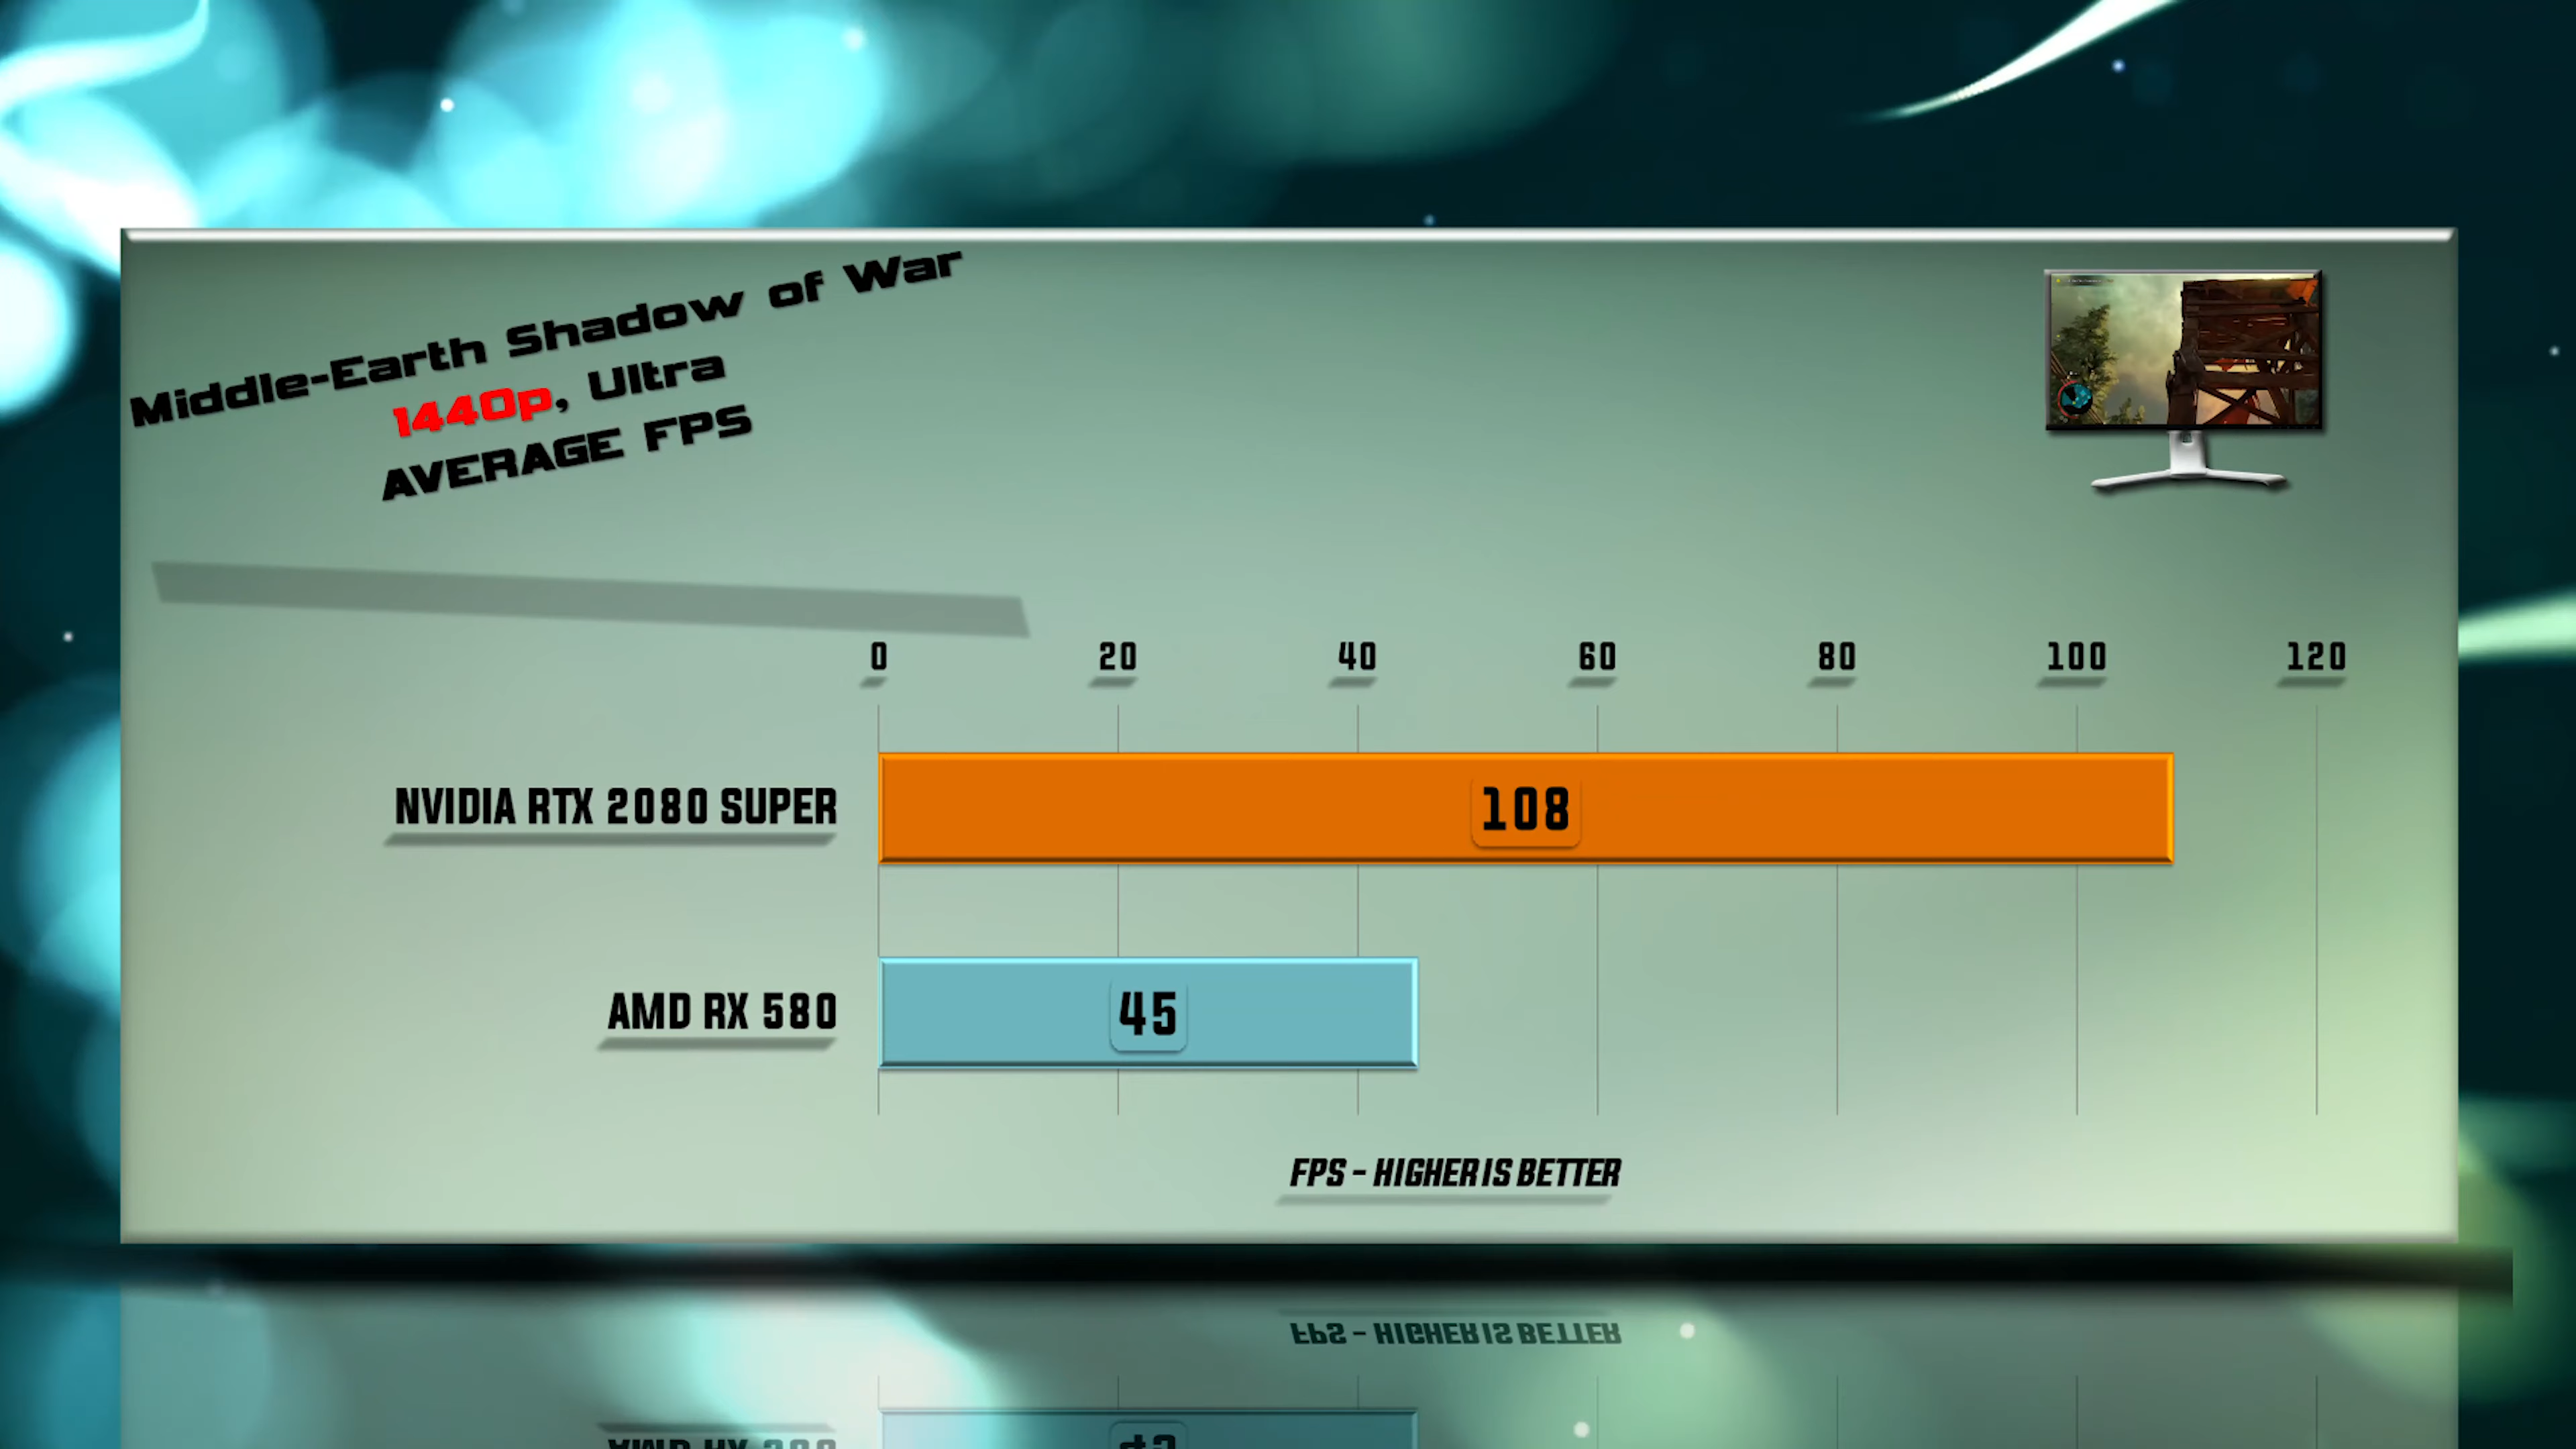 Middle-Earth Shadow of War
1440p, Ultra
AVERAGE FPS
0 20 40 60 80 100 120
NVIDIA RTX 2080 SUPER 108
AMD RX 580 45
FPS - HIGHER IS BETTER